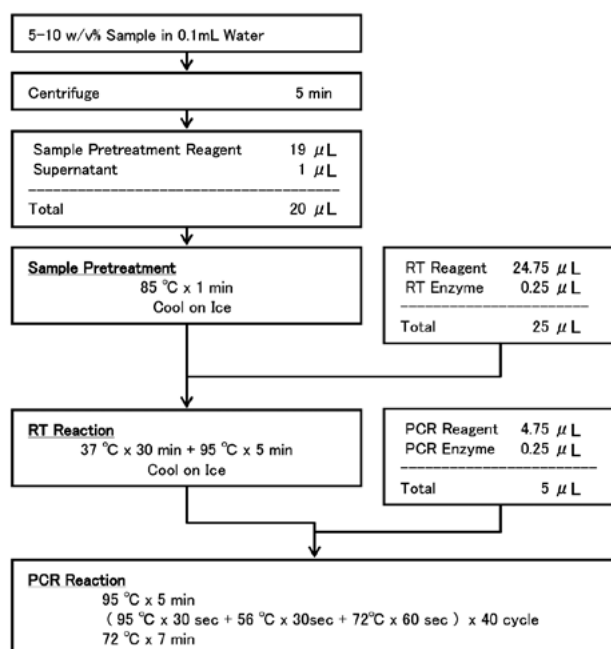 5-10 w/v% Sample in 0.1mL Water
Centrifuge 5 min
Sample Pretreatment Reagent 19 μL
Supernatant 1 μL
Total 20 μL
Sample Pretreatment
85 ℃ x 1 min
Cool on Ice
RT Reagent 24.75 μL
RT Enzyme 0.25 μL
Total 25 μL
RT Reaction
37 ℃ x 30 min + 95 ℃ x 5 min
Cool on Ice
PCR Reagent 4.75 μL
PCR Enzyme 0.25 μL
Total 5 μL
PCR Reaction
95 ℃ x 5 min
( 95 ℃ x 30 sec + 56 ℃ x 30sec + 72℃ x 60 sec ) x 40 cycle
72 ℃ x 7 min